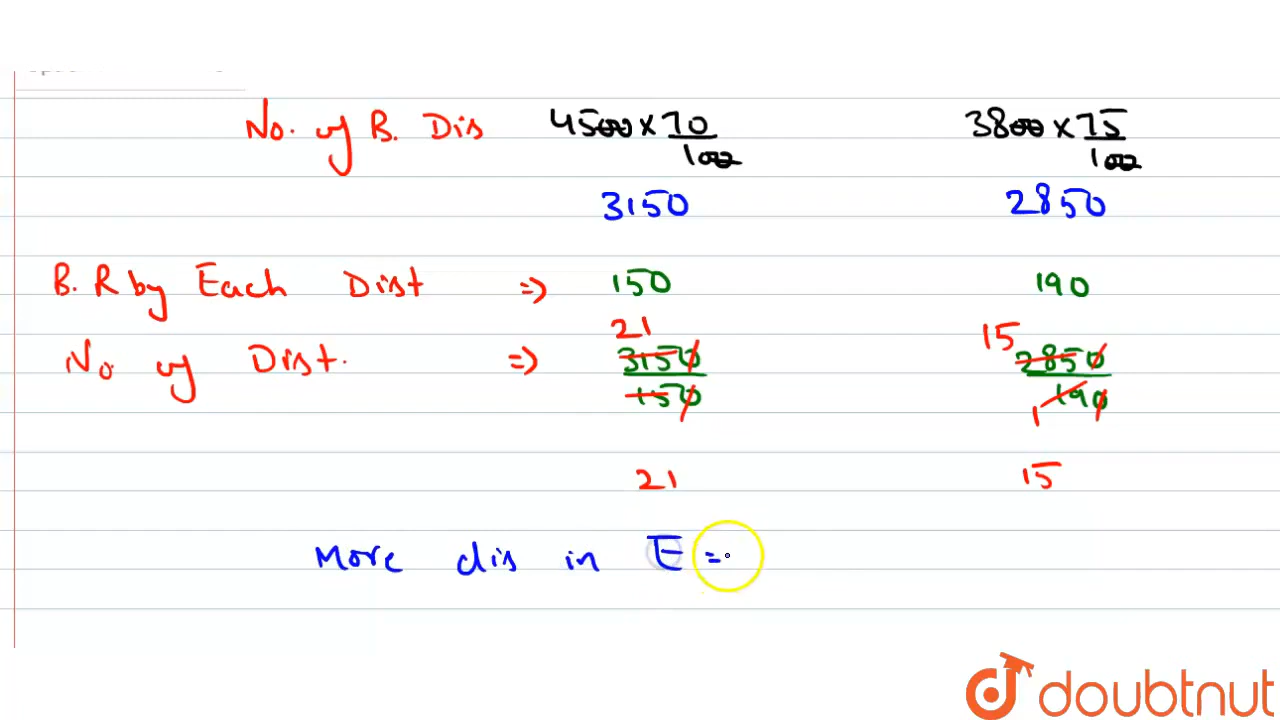 No. of B. Dis 4500 × 70/100 3800 × 75/100
3150 2850
B. R by Each Dist => 150 190
21 15
No of Dist. => 3150/150 2850/190
1
21 15
More dis in E =
doubtnut